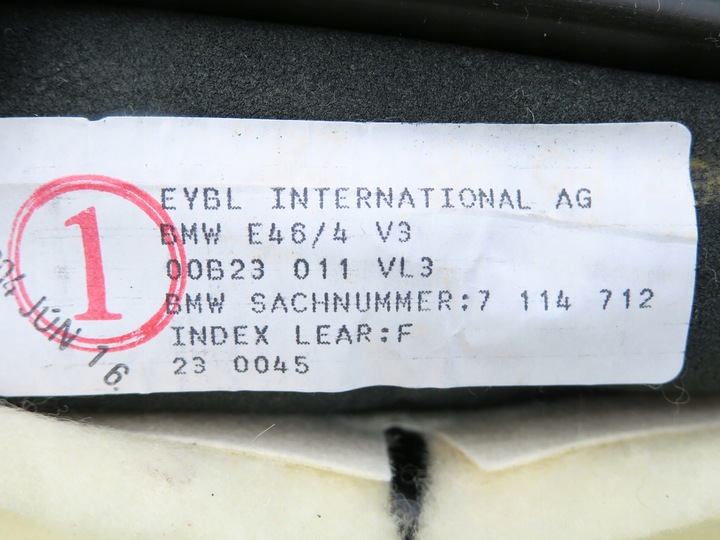 EYBL INTERNATIONAL AG
BMW E46/4 V3
00B23 011 VL3
BMW SACHNUMMER:7 114 712
INDEX LEAR:F
23 0045
1
04 JUN 16.